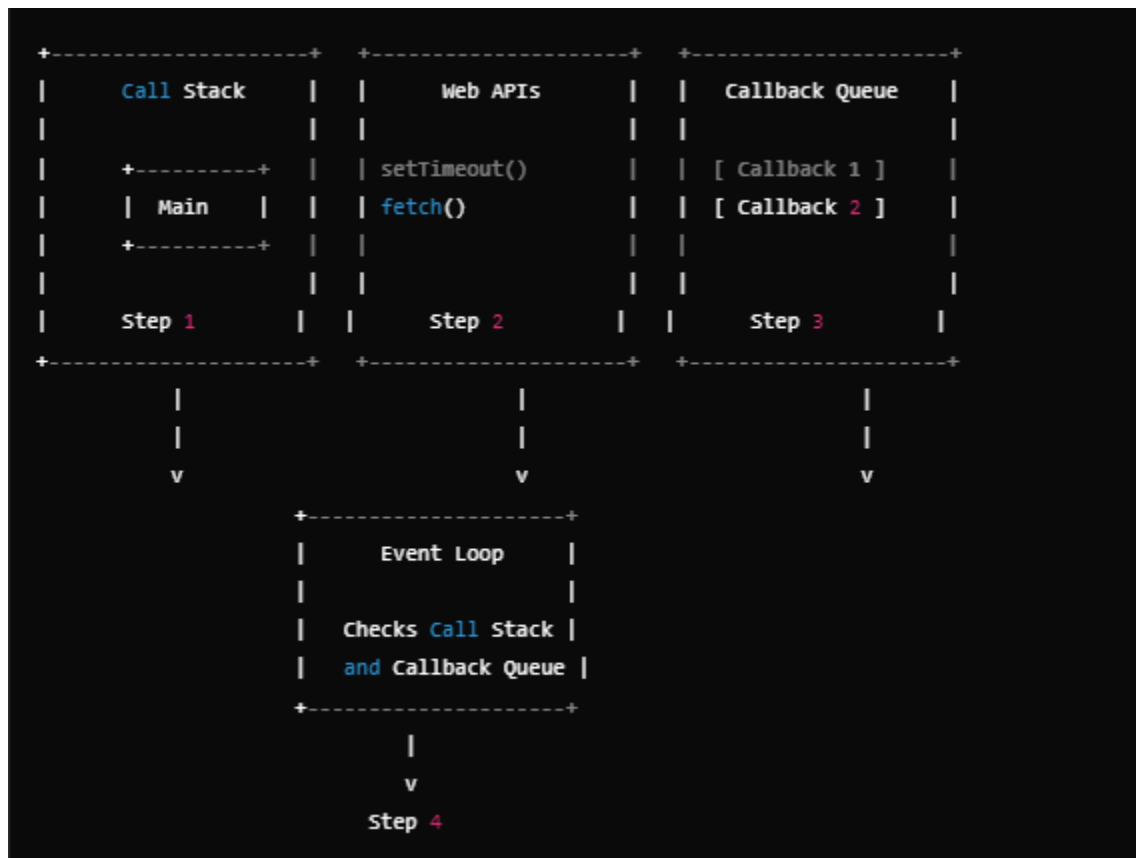 +---------------------+   +---------------------+   +---------------------+
|      Call Stack     |   |      Web APIs       |   |   Callback Queue    |
|                     |   |                     |   |                     |
|      +----------+   |   | setTimeout()        |   |  [ Callback 1 ]     |
|      |  Main    |   |   | fetch()             |   |  [ Callback 2 ]     |
|      +----------+   |   |                     |   |                     |
|                     |   |                     |   |                     |
|      Step 1        |   |      Step 2         |   |      Step 3         |
+---------------------+   +---------------------+   +---------------------+
           |                           |                           |
           |                           |                           |
           v                           v                           v
                     +---------------------+
                     |      Event Loop     |
                     |                     |
                     |   Checks Call Stack |
                     |   and Callback Queue |
                     +---------------------+
                              |
                              v
                           Step 4